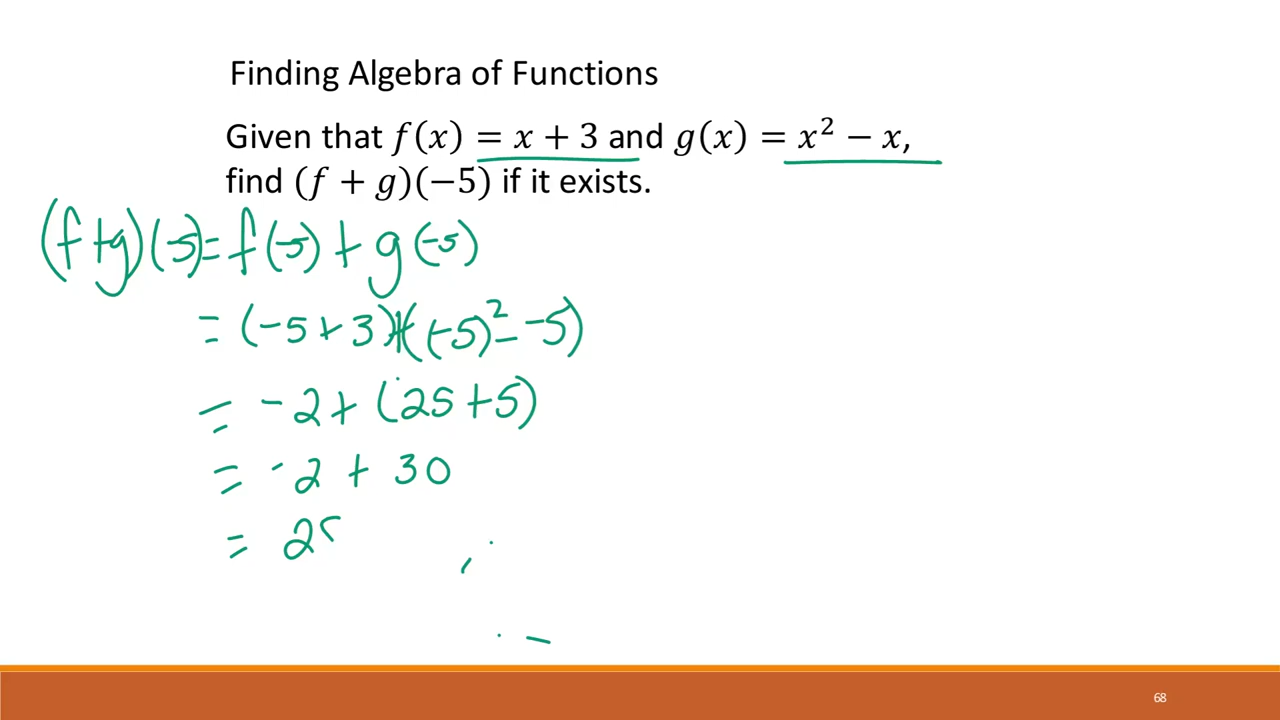 Finding Algebra of Functions
Given that f(x) = x + 3 and g(x) = x² − x,
find (f + g)(−5) if it exists.
(f+g)(-5) = f(-5) + g(-5)
= (-5+3)+((-5)² - -5)
= -2 + (25+5)
= -2 + 30
= 2
68